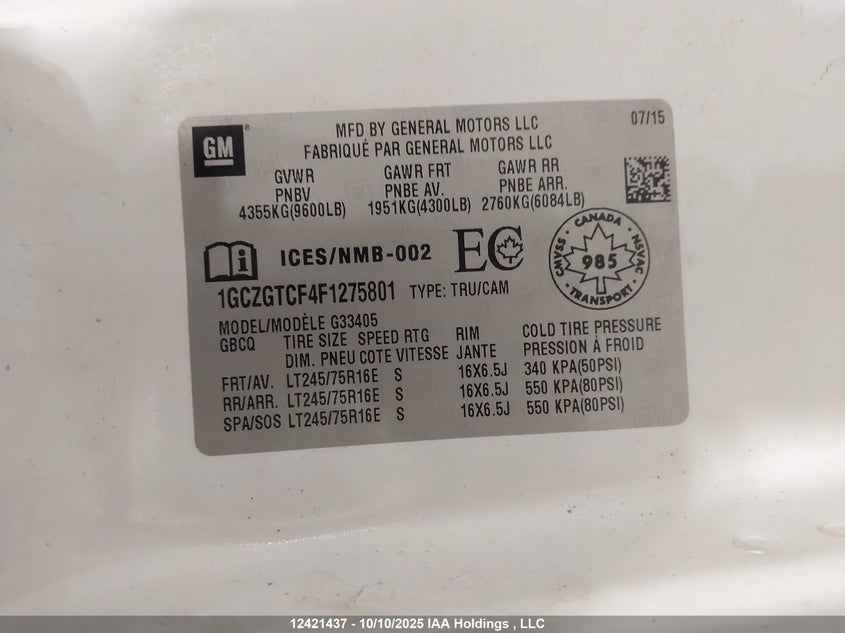 GM ®
MFD BY GENERAL MOTORS LLC
07/15
FABRIQUÉ PAR GENERAL MOTORS LLC
GVWR GAWR FRT GAWR RR
PNBV PNBE AV. PNBE ARR.
4355KG(9600LB) 1951KG(4300LB) 2760KG(6084LB)
ICES/NMB-002
EC
CANADA
CMVSS 985 NSVAC
TRANSPORT
1GCZGTCF4F1275801 TYPE: TRU/CAM
MODEL/MODÈLE G33405
GBCQ TIRE SIZE SPEED RTG RIM COLD TIRE PRESSURE
DIM. PNEU COTE VITESSE JANTE PRESSION À FROID
FRT/AV. LT245/75R16E S 16X6.5J 340 KPA(50PSI)
RR/ARR. LT245/75R16E S 16X6.5J 550 KPA(80PSI)
SPA/SOS LT245/75R16E S 16X6.5J 550 KPA(80PSI)
12421437 - 10/10/2025 IAA Holdings , LLC